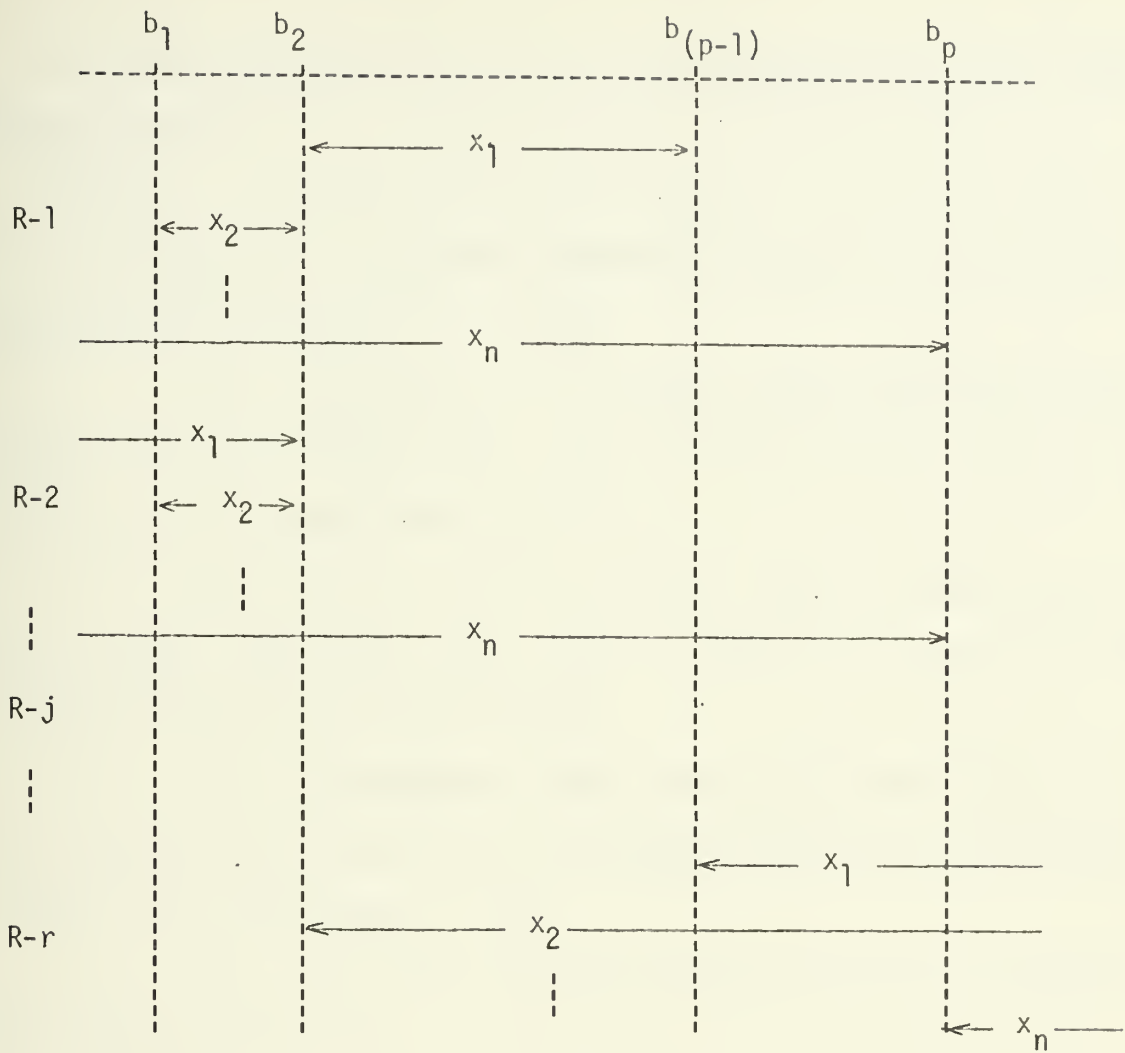 b₁ b₂ b₍ₚ₋₁₎ bₚ
x₁
R-1 x₂
xₙ
x₁
R-2 x₂
xₙ
R-j
x₁
R-r x₂
xₙ